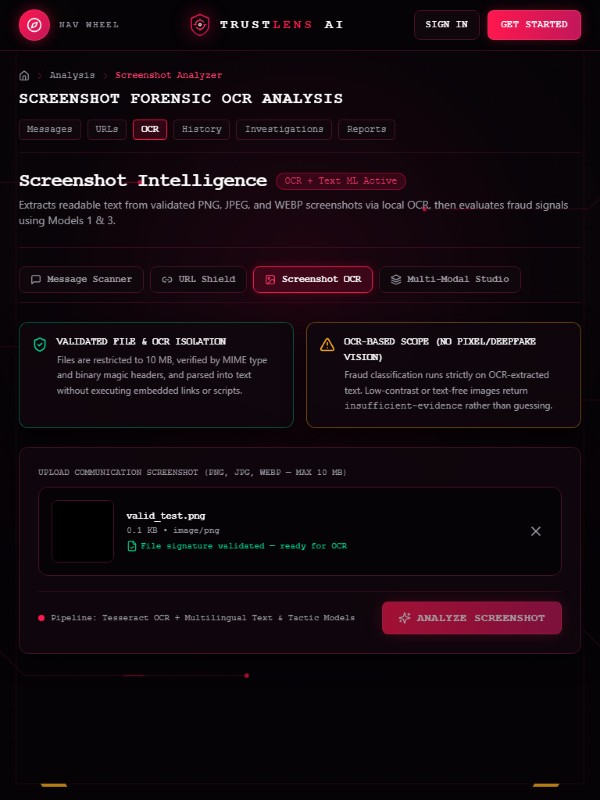 NAV WHEEL
TRUSTLENS AI
SIGN IN
GET STARTED
Analysis
Screenshot Analyzer
SCREENSHOT FORENSIC OCR ANALYSIS
Messages
URLs
OCR
History
Investigations
Reports
Screenshot Intelligence
OCR + Text ML Active
Extracts readable text from validated PNG, JPEG, and WEBP screenshots via local OCR, then evaluates fraud signals
using Models 1 & 3.
Message Scanner
URL Shield
Screenshot OCR
Multi-Modal Studio
VALIDATED FILE & OCR ISOLATION
Files are restricted to 10 MB, verified by MIME type
and binary magic headers, and parsed into text
without executing embedded links or scripts.
OCR-BASED SCOPE (NO PIXEL/DEEPFAKE
VISION)
Fraud classification runs strictly on OCR-extracted
text. Low-contrast or text-free images return
insufficient-evidence rather than guessing.
UPLOAD COMMUNICATION SCREENSHOT (PNG, JPG, WEBP — MAX 10 MB)
valid_test.png
0.1 KB • image/png
File signature validated — ready for OCR
Pipeline: Tesseract OCR + Multilingual Text & Tactic Models
ANALYZE SCREENSHOT